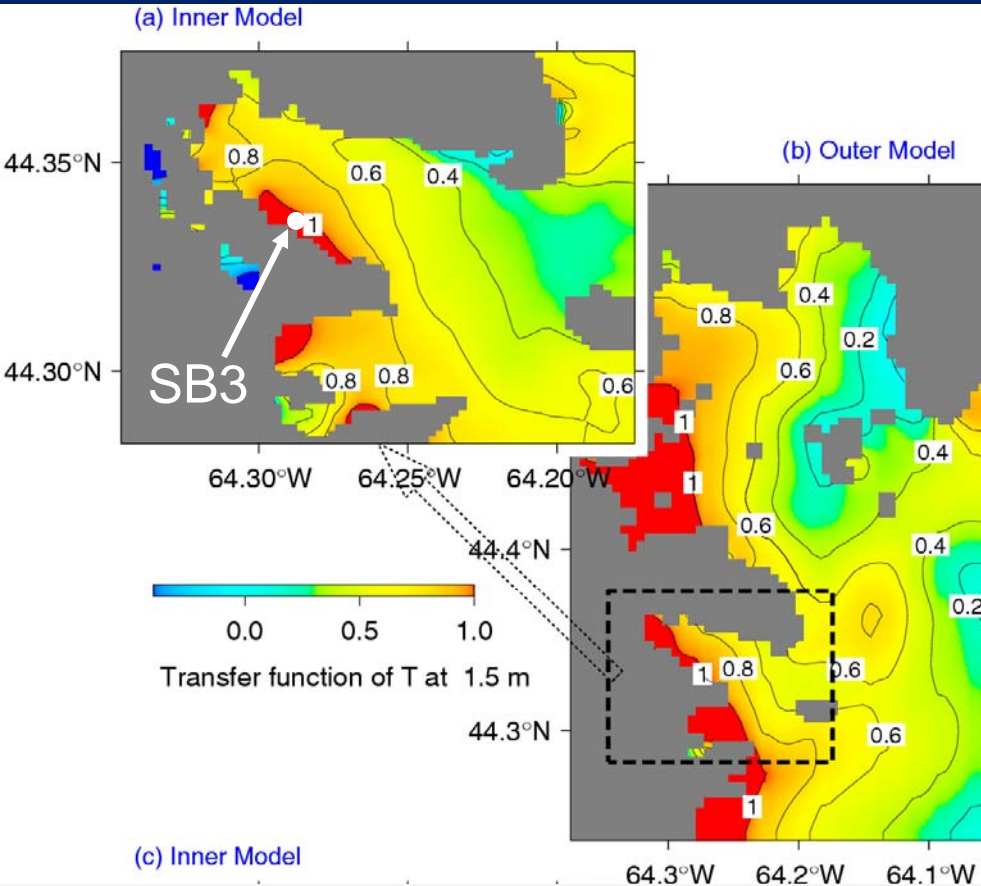 (a) Inner Model
44.35°N
44.30°N
0.8
0.6
0.4
1
SB3
0.8
0.8
0.6
64.30°W 64.25°W 64.20°W
(b) Outer Model
0.4
0.8
0.2
0.6
1
0.4
1
0.6
0.4
0.2
1
0.8
0.6
0.6
1
44.4°N
44.3°N
64.3°W 64.2°W 64.1°W
0.0 0.5 1.0
Transfer function of T at 1.5 m
(c) Inner Model